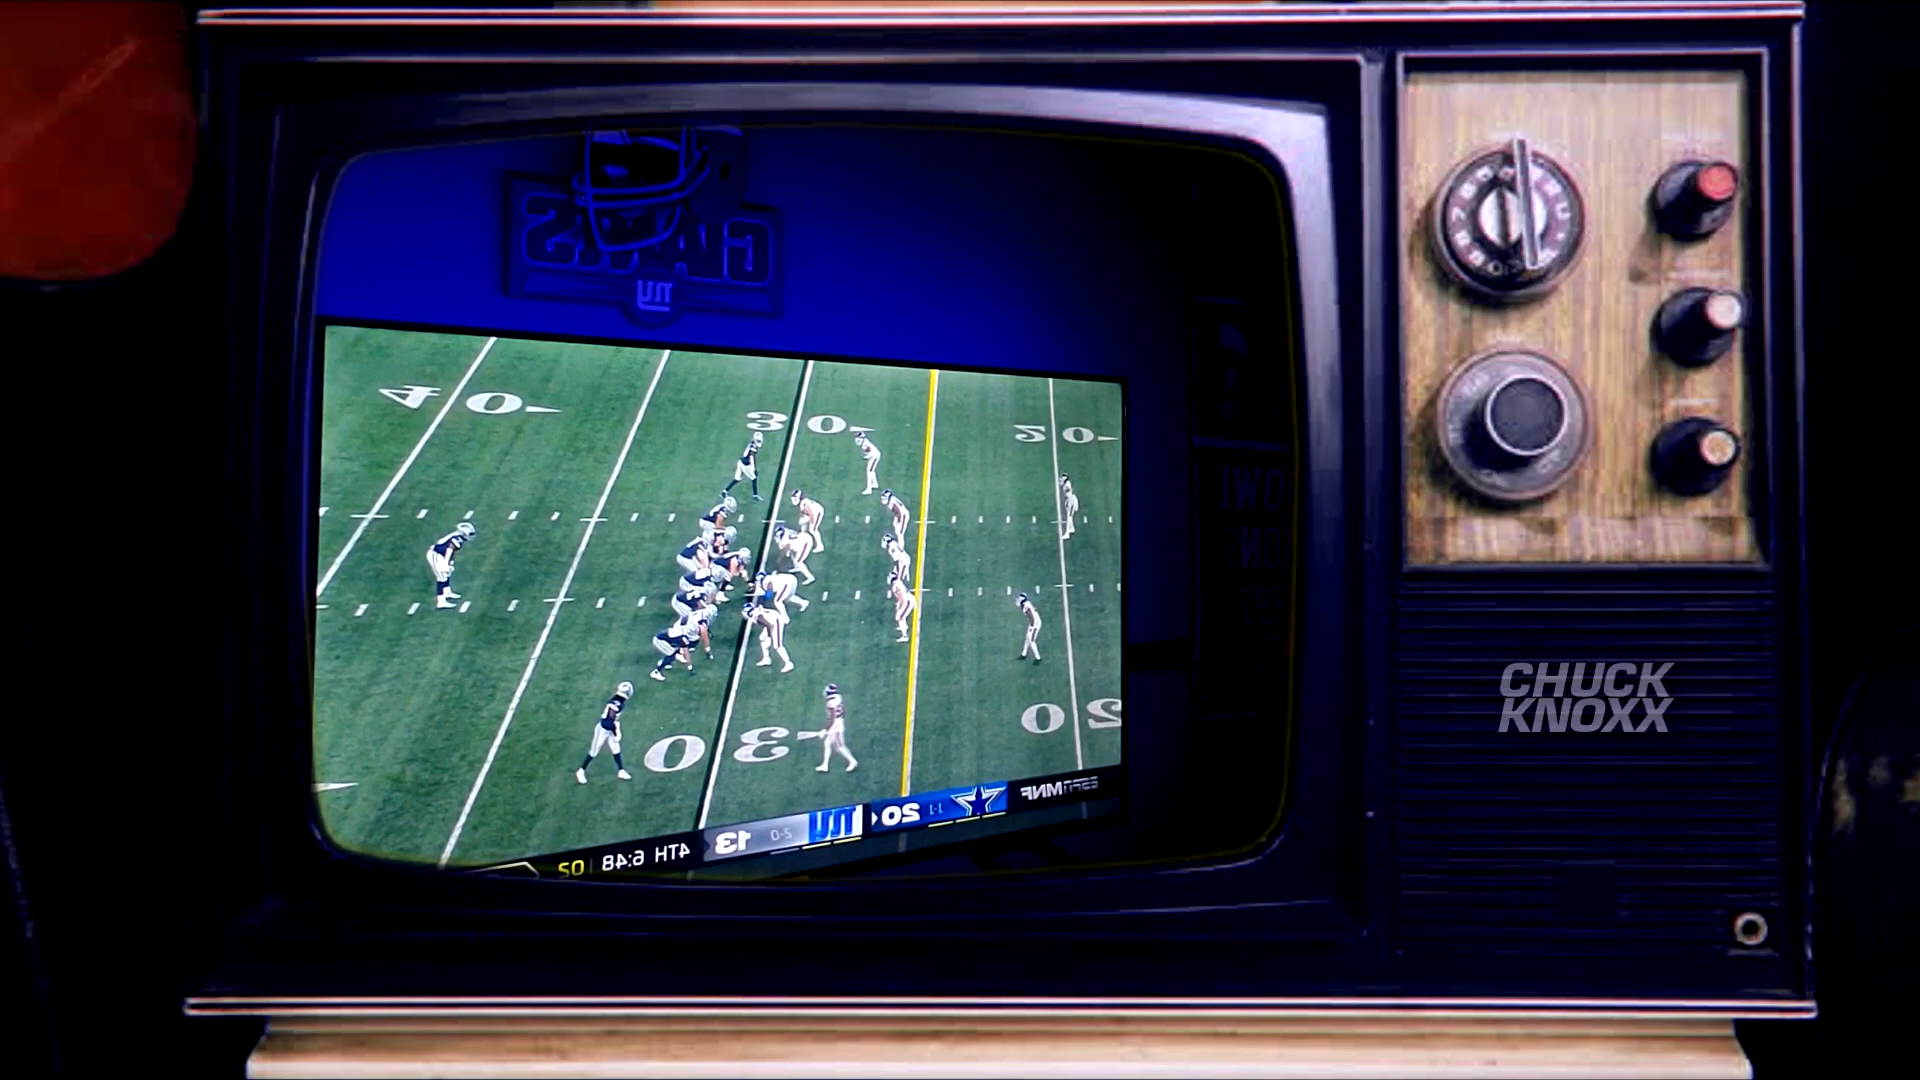 GIANTS
ny
40
30
20
30
20
ESPN MNF
1-1 20
ny 2-0 13
4TH 6:48 02
CHUCK
KNOXX